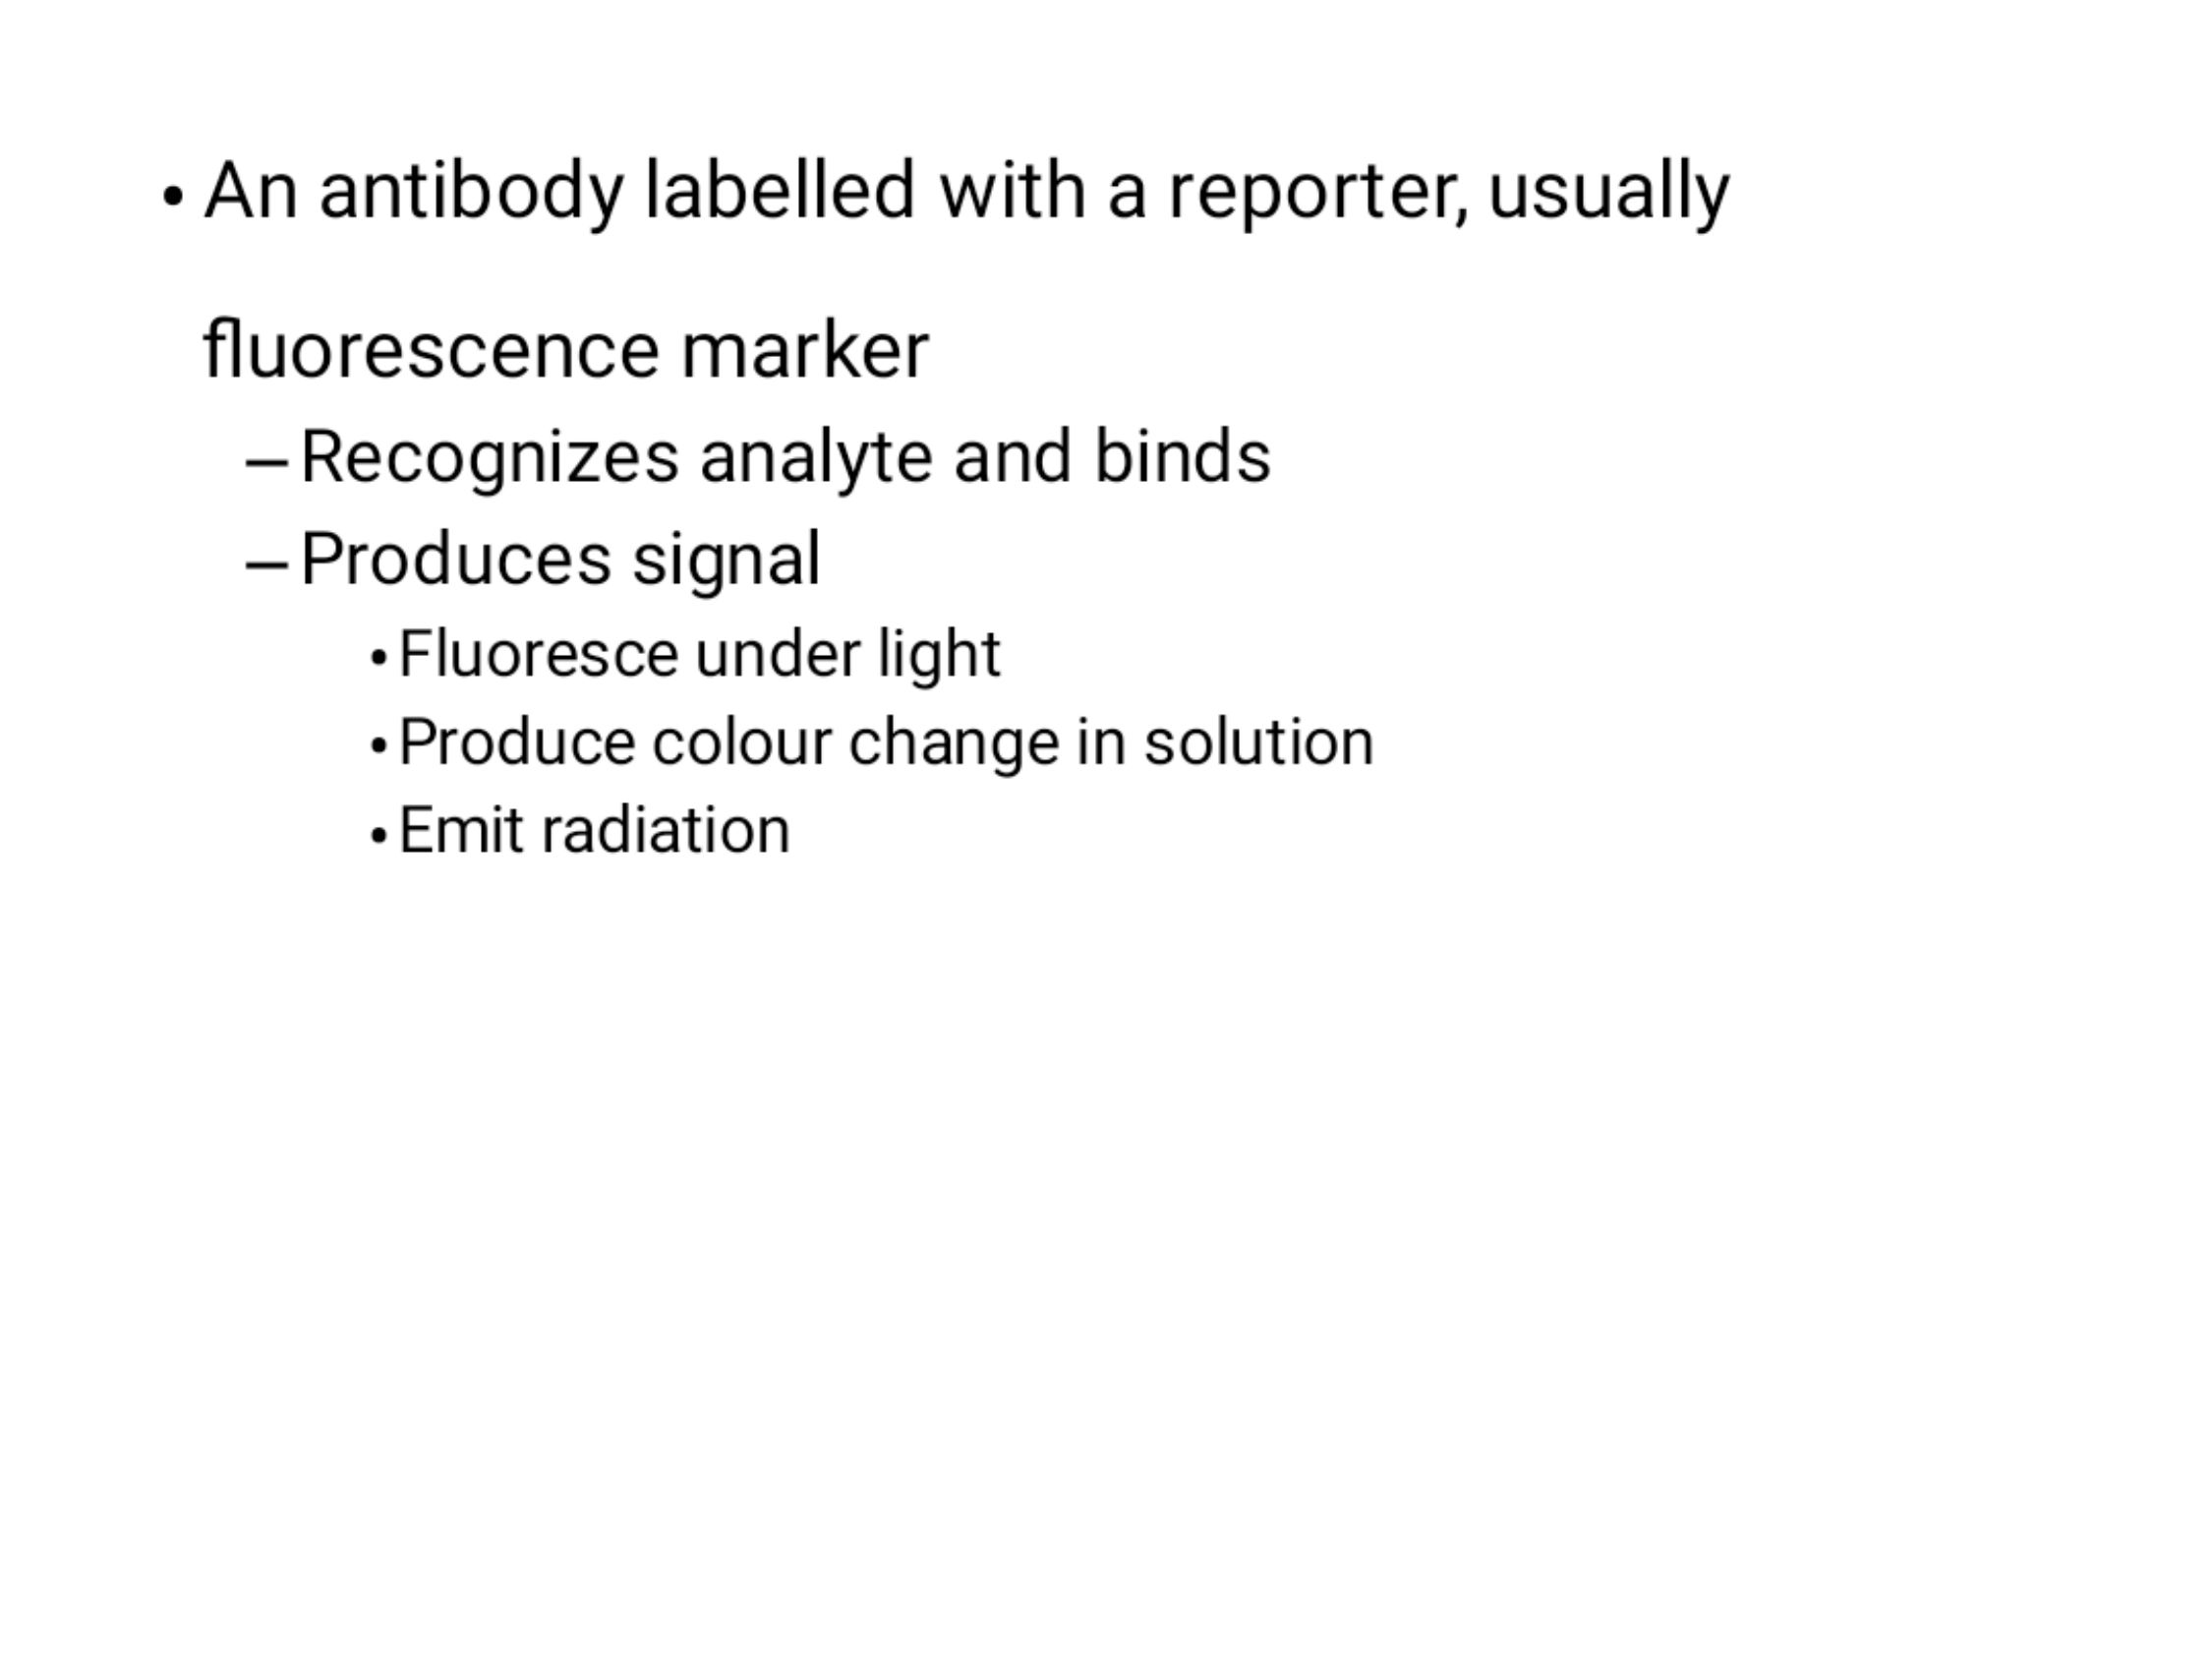 • An antibody labelled with a reporter, usually
fluorescence marker
– Recognizes analyte and binds
– Produces signal
• Fluoresce under light
• Produce colour change in solution
• Emit radiation